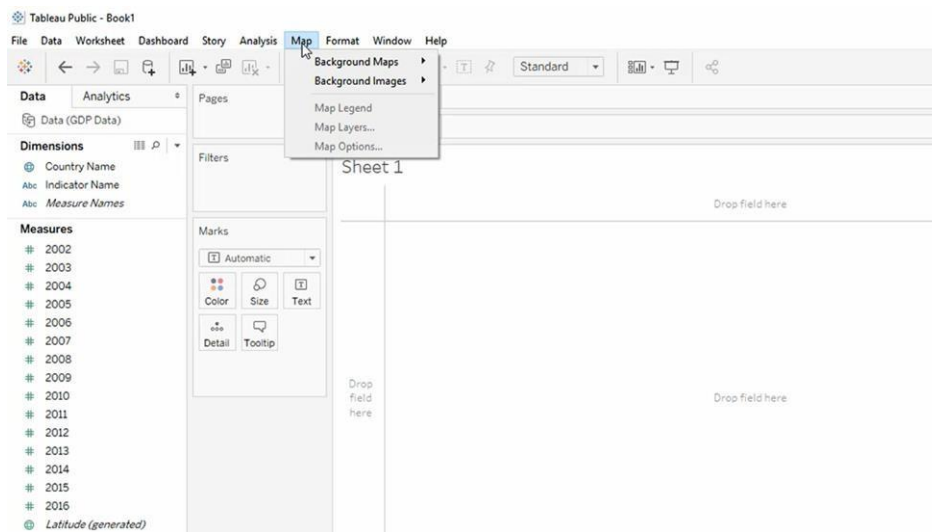 Tableau Public - Book1
File Data Worksheet Dashboard Story Analysis Map Format Window Help
Standard
Background Maps
Background Images
Map Legend
Map Layers...
Map Options...
Data Analytics
Data (GDP Data)
Dimensions
Country Name
Abc Indicator Name
Abc Measure Names
Measures
# 2002
# 2003
# 2004
# 2005
# 2006
# 2007
# 2008
# 2009
# 2010
# 2011
# 2012
# 2013
# 2014
# 2015
# 2016
Latitude (generated)
Pages
Filters
Marks
T Automatic
Color Size Text
Detail Tooltip
Sheet 1
Drop field here
Drop
field
here
Drop field here